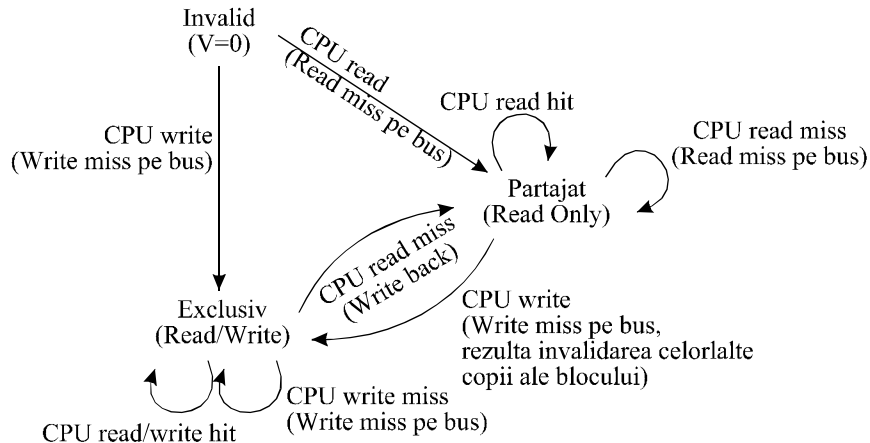 Invalid
(V=0)
CPU read
(Read miss pe bus)
CPU read hit
CPU read miss
(Read miss pe bus)
CPU write
(Write miss pe bus)
Partajat
(Read Only)
CPU read miss
(Write back)
Exclusiv
(Read/Write)
CPU write
(Write miss pe bus,
rezulta invalidarea celorlalte
copii ale blocului)
CPU write miss
(Write miss pe bus)
CPU read/write hit